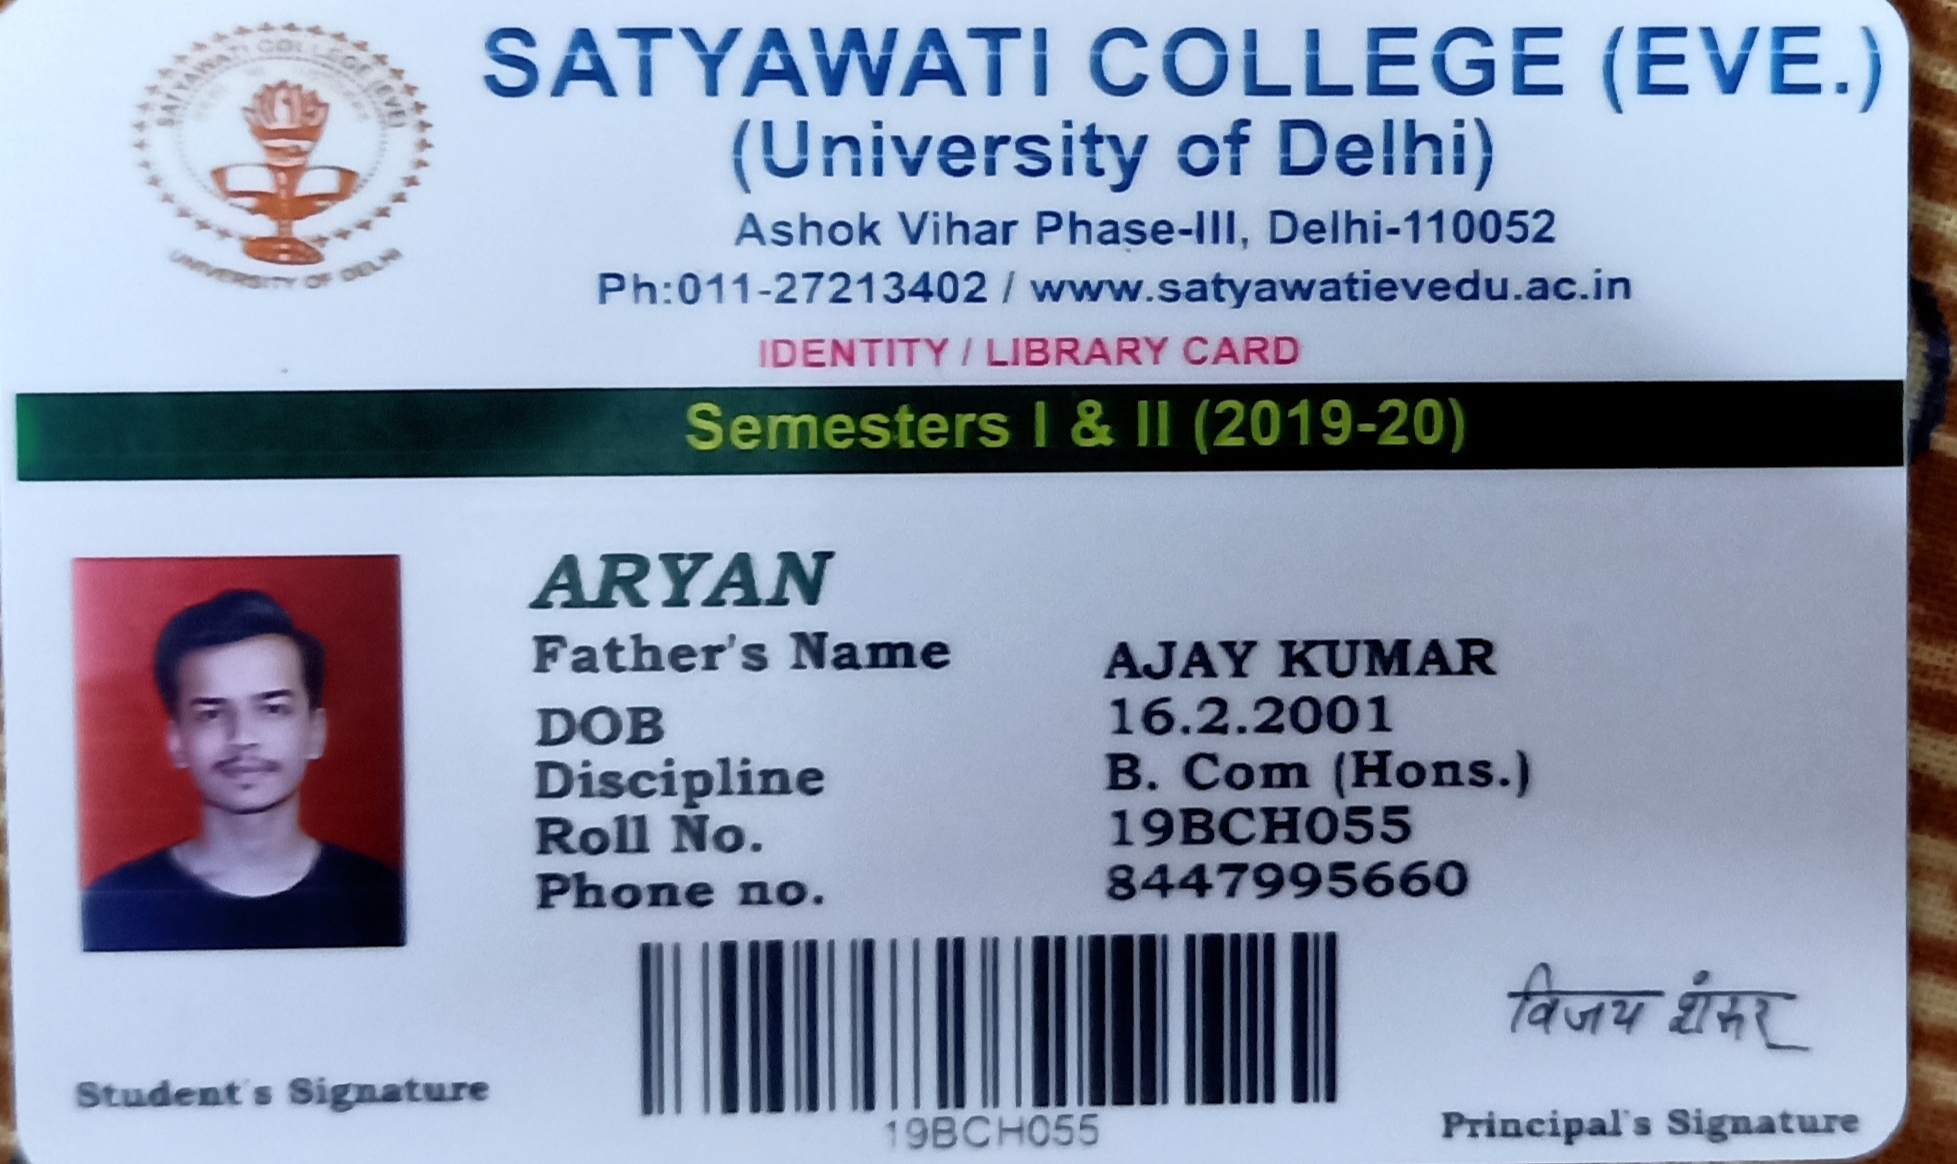 SATYAWATI COLLEGE (EVE.)
(University of Delhi)
Ashok Vihar Phase-III, Delhi-110052
Ph:011-27213402 / www.satyawatievedu.ac.in
IDENTITY / LIBRARY CARD
SATYAWATI COLLEGE (EVE)
UNIVERSITY OF DELHI
Semesters I & II (2019-20)
ARYAN
Father's Name AJAY KUMAR
DOB 16.2.2001
Discipline B. Com (Hons.)
Roll No. 19BCH055
Phone no. 8447995660
19BCH055
विजय शंकर
Student's Signature
Principal's Signature